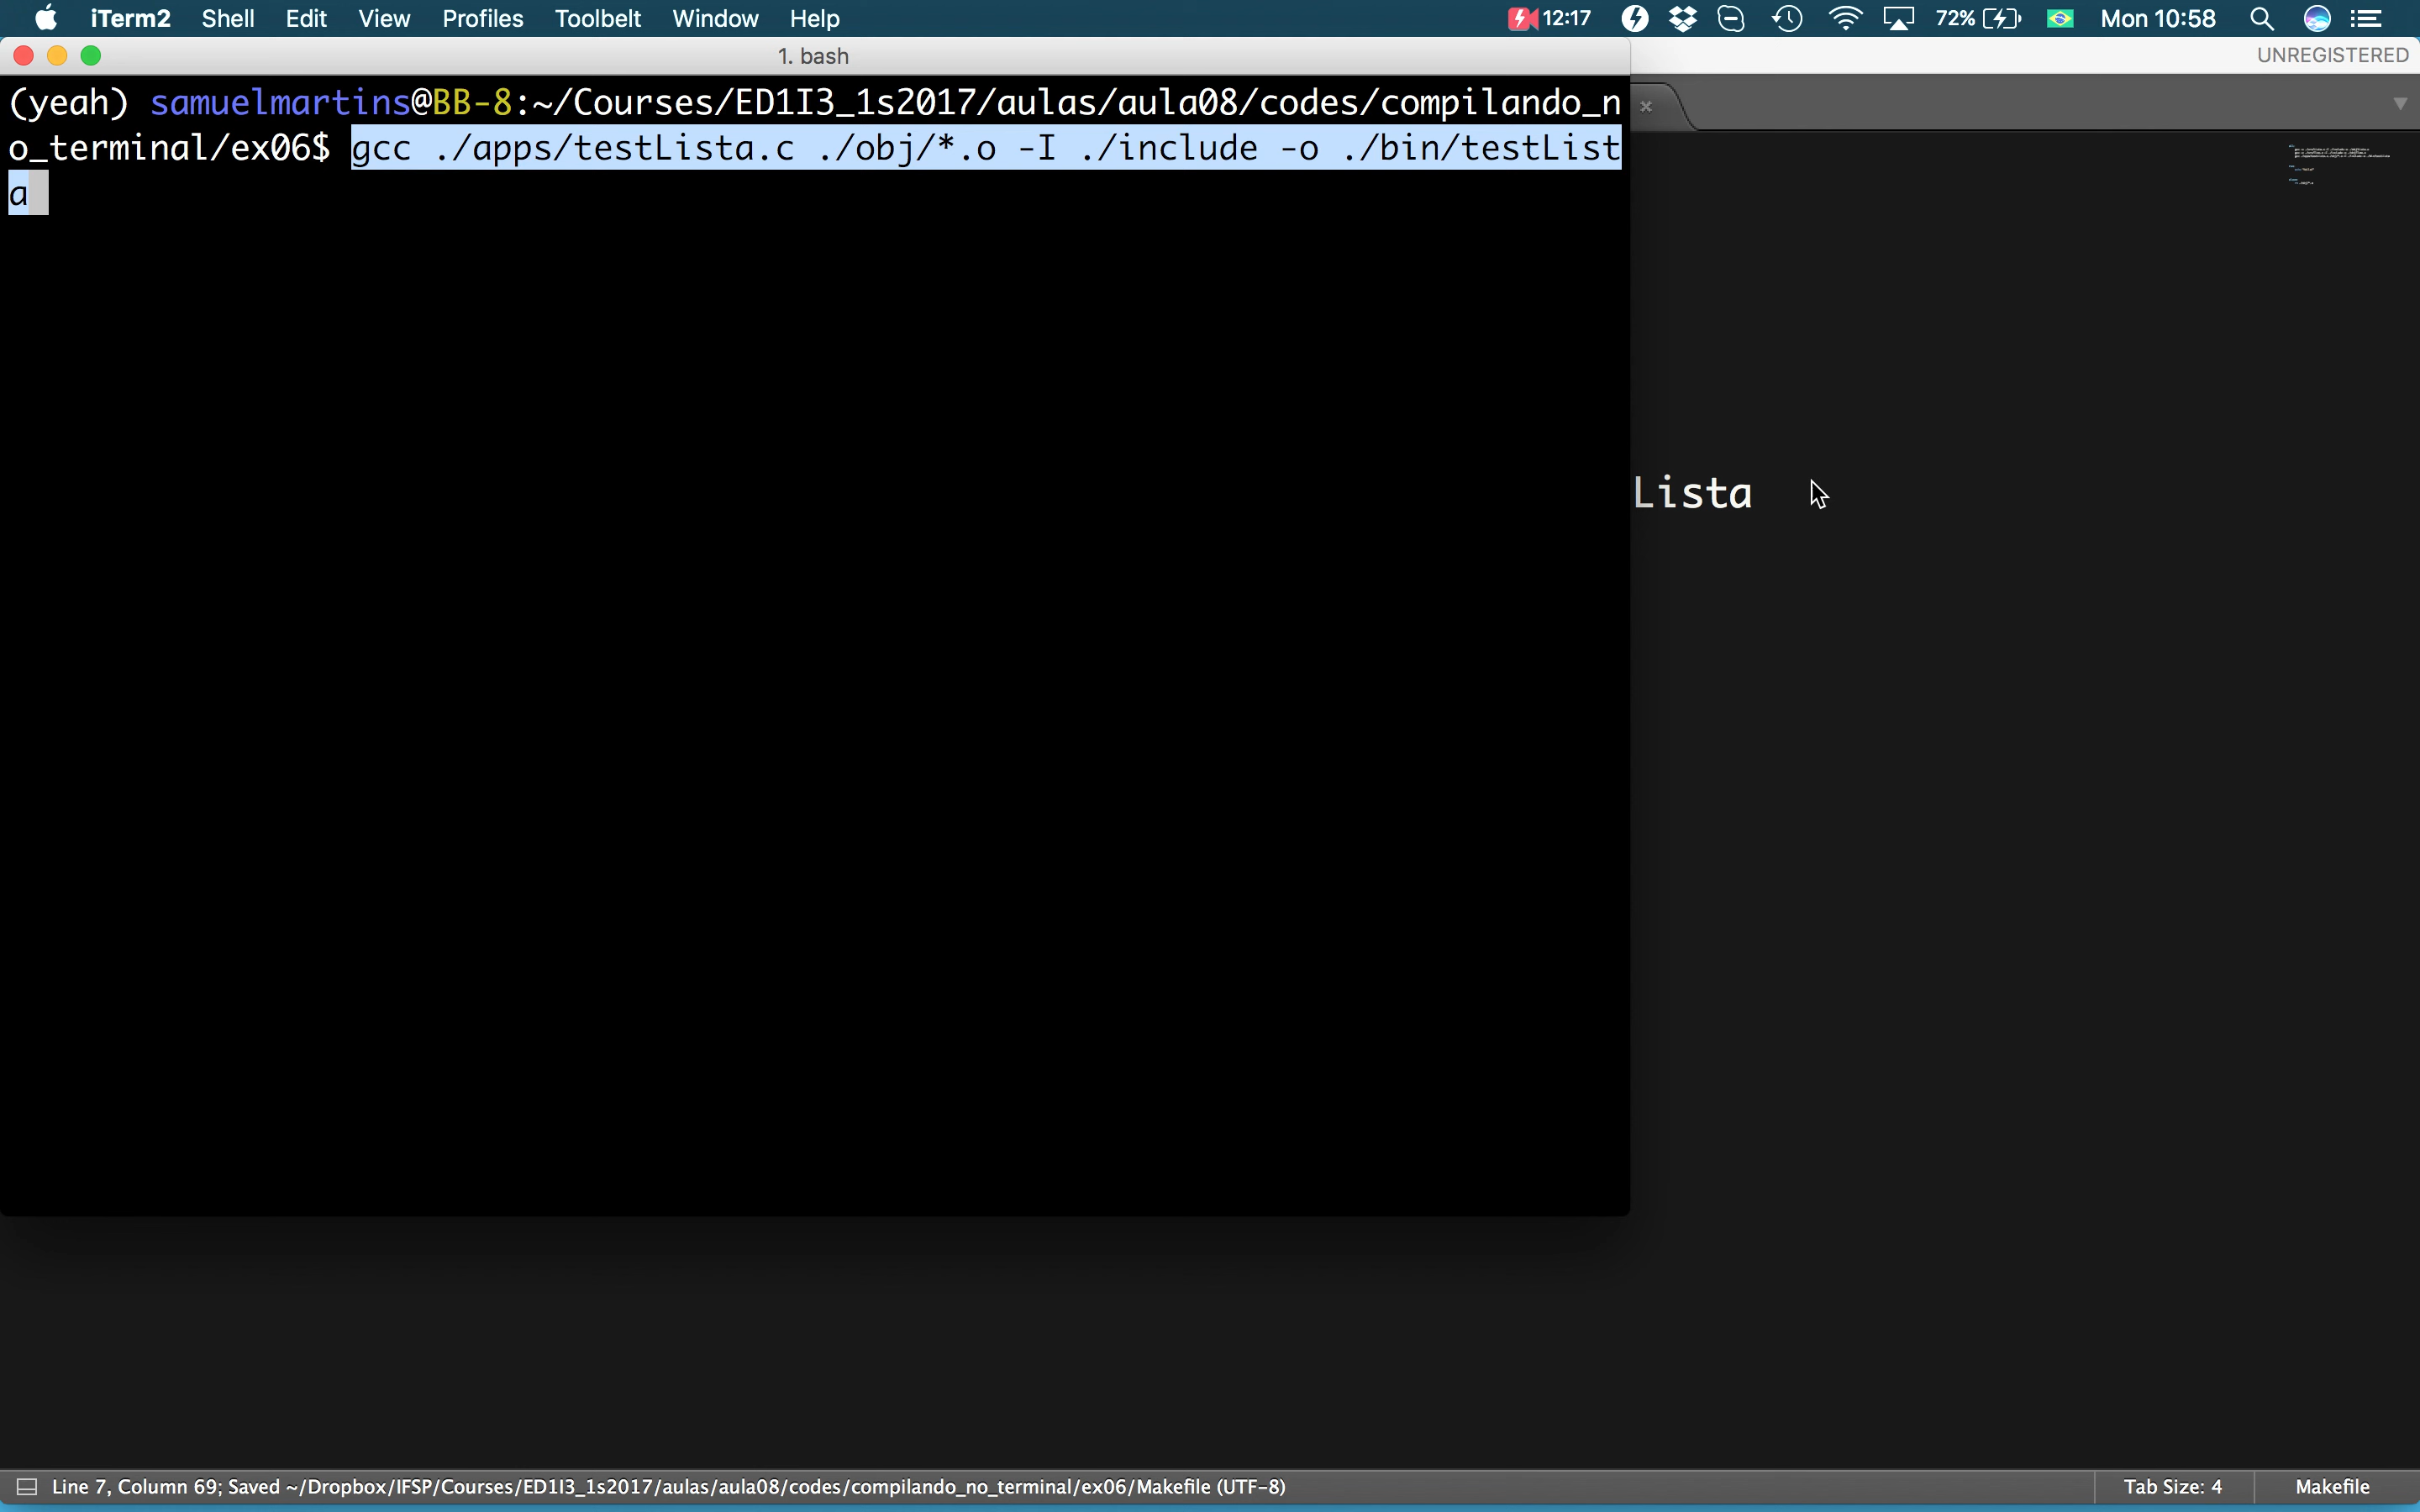 iTerm2 Shell Edit View Profiles Toolbelt Window Help 12:17 72% Mon 10:58
1. bash
UNREGISTERED
(yeah) samuelmartins@BB-8:~/Courses/ED1I3_1s2017/aulas/aula08/codes/compilando_n
o_terminal/ex06$ gcc ./apps/testLista.c ./obj/*.o -I ./include -o ./bin/testList
a
Lista
Line 7, Column 69; Saved ~/Dropbox/IFSP/Courses/ED1I3_1s2017/aulas/aula08/codes/compilando_no_terminal/ex06/Makefile (UTF-8) Tab Size: 4 Makefile